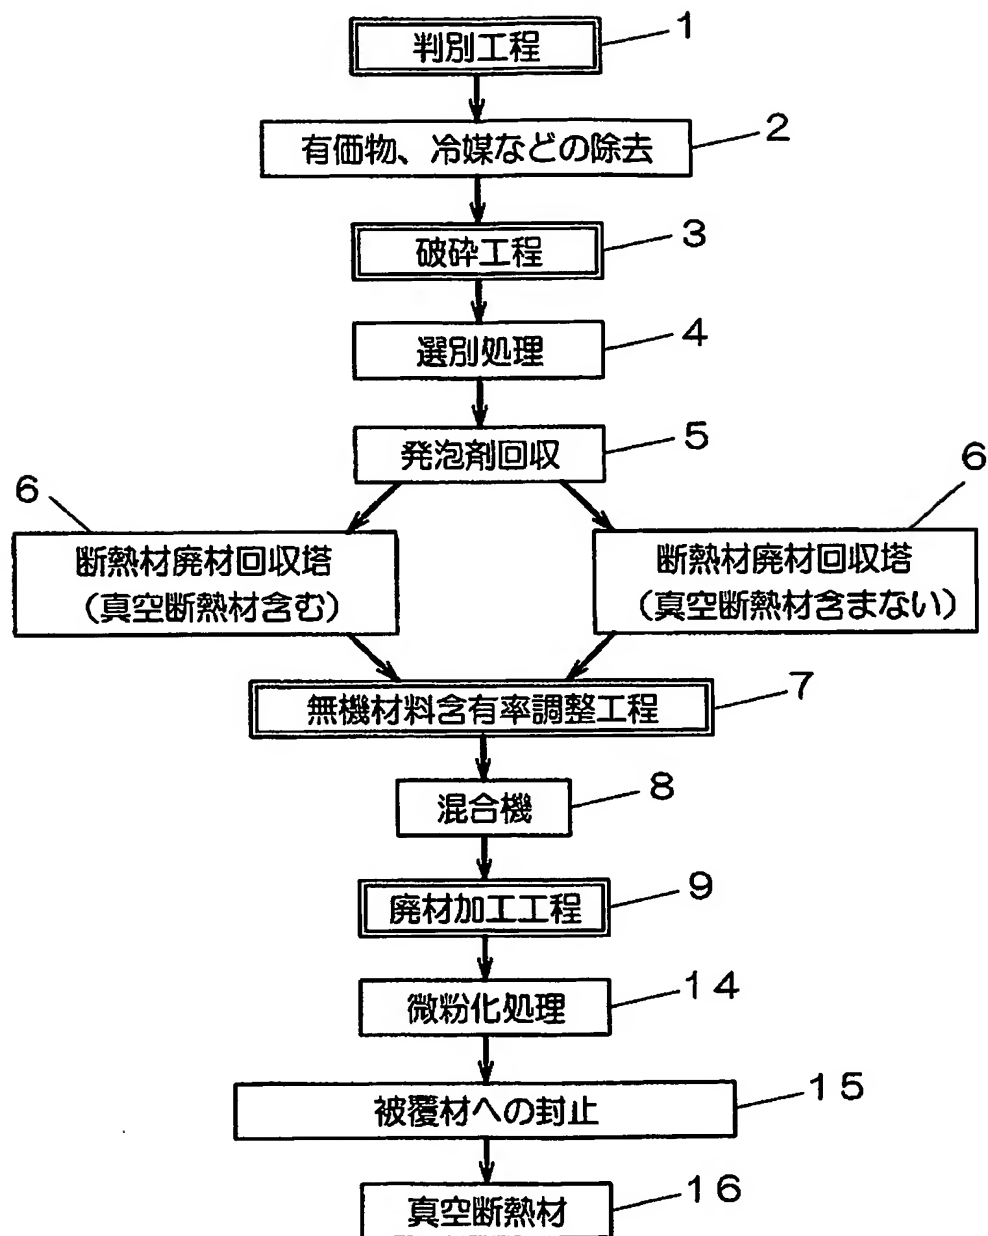 判別工程
1
有価物、冷媒などの除去
2
破砕工程
3
選別処理
4
発泡剤回収
5
6
断熱材廃材回収塔
（真空断熱材含む）
6
断熱材廃材回収塔
（真空断熱材含まない）
無機材料含有率調整工程
7
混合機
8
廃材加工工程
9
微粉化処理
14
被覆材への封止
15
真空断熱材
16